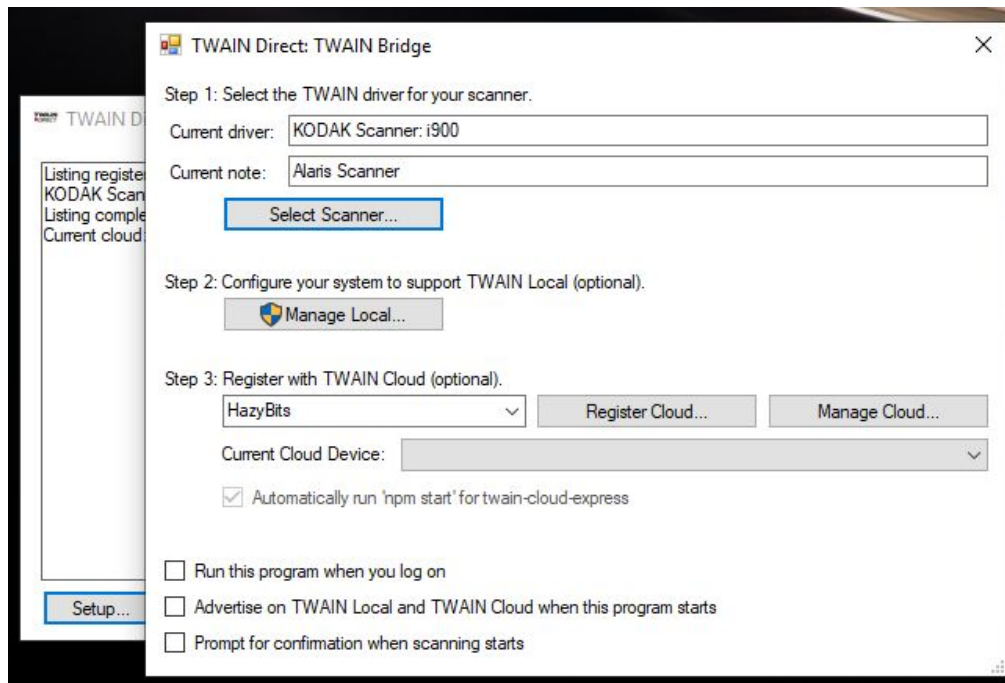 TWAIN Direct: TWAIN Bridge
Step 1: Select the TWAIN driver for your scanner.
Current driver: KODAK Scanner: i900
Current note: Alaris Scanner
Select Scanner...
Step 2: Configure your system to support TWAIN Local (optional).
Manage Local...
Step 3: Register with TWAIN Cloud (optional).
HazyBits Register Cloud... Manage Cloud...
Current Cloud Device:
Automatically run 'npm start' for twain-cloud-express
Run this program when you log on
Advertise on TWAIN Local and TWAIN Cloud when this program starts
Prompt for confirmation when scanning starts
TWAIN D
Listing registe
KODAK Scan
Listing comple
Current cloud:
Setup...